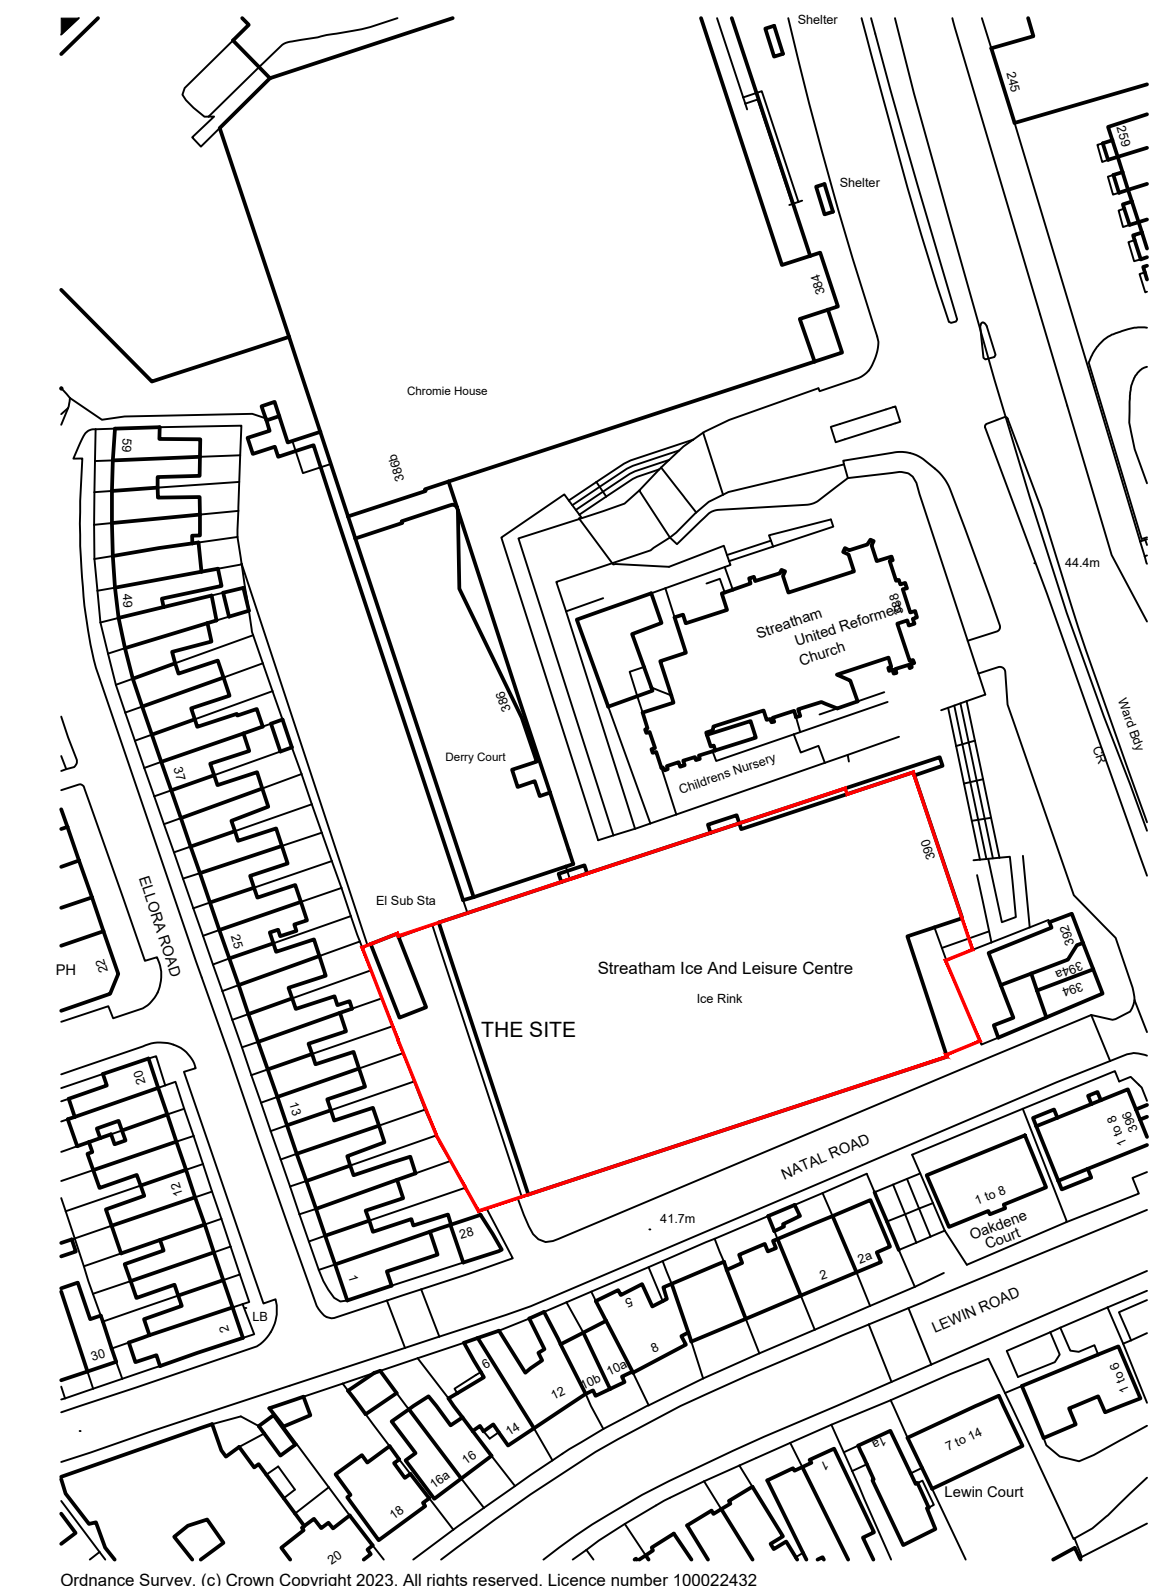 Shelter
245
259
Shelter
384
Chromie House
59
386b
44.4m
49
388
Streatham
United Reformed
Church
386
Ward Bdy
CR
37
Derry Court
Childrens Nursery
390
ELLORA ROAD
El Sub Sta
25
392
PH
22
Streatham Ice And Leisure Centre
394a
394
Ice Rink
THE SITE
20
13
396
1 to 8
NATAL ROAD
12
1 to 8
Oakdene
Court
41.7m
28
2
2a
1
LB
2
5
LEWIN ROAD
30
8
6
10a
10b
12
1 to 6
14
16
16a
18
20
1
1a
7 to 14
Lewin Court
Ordnance Survey, (c) Crown Copyright 2023. All rights reserved. Licence number 100022432